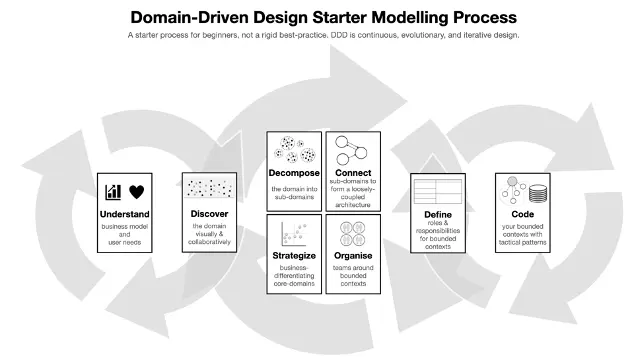 Domain-Driven Design Starter Modelling Process
A starter process for beginners, not a rigid best-practice. DDD is continuous, evolutionary, and iterative design.
Understand
business model
and
user needs
Discover
the domain
visually &
collaboratively
Decompose
the domain into
sub-domains
Connect
sub-domains to
form a loosely-
coupled
architecture
Strategize
business-
differentiating
core-domains
Organise
teams around
bounded
contexts
Define
roles &
responsibilities
for bounded
contexts
Code
your bounded
contexts with
tactical patterns